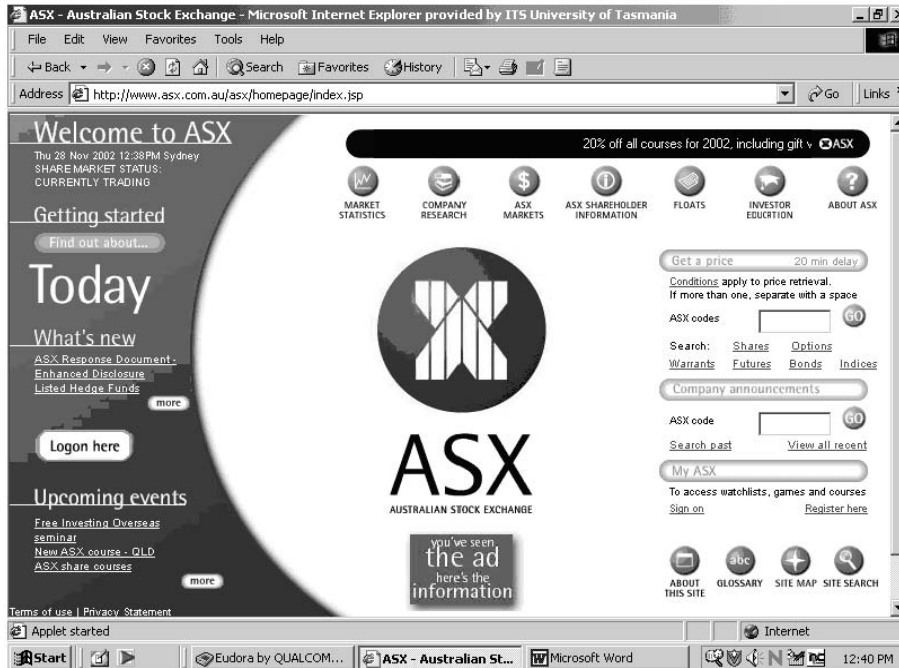 ASX - Australian Stock Exchange - Microsoft Internet Explorer provided by ITS University of Tasmania
File Edit View Favorites Tools Help
Back Search Favorites History
Address http://www.asx.com.au/asx/homepage/index.jsp Go Links
Welcome to ASX
Thu 28 Nov 2002 12:38PM Sydney
SHARE MARKET STATUS:
CURRENTLY TRADING
Getting started
Find out about...
Today
What's new
ASX Response Document -
Enhanced Disclosure
Listed Hedge Funds
more
Logon here
Upcoming events
Free Investing Overseas
seminar
New ASX course - QLD
ASX share courses
more
Terms of use | Privacy Statement
20% off all courses for 2002, including gift v ASX
MARKET STATISTICS
COMPANY RESEARCH
ASX MARKETS
ASX SHAREHOLDER INFORMATION
FLOATS
INVESTOR EDUCTION
ABOUT ASX
ASX
AUSTRALIAN STOCK EXCHANGE
you've seen
the ad
here's the
information
Get a price 20 min delay
Conditions apply to price retrieval.
If more than one, separate with a space
ASX codes GO
Search: Shares Options
Warrants Futures Bonds Indices
Company announcements
ASX code GO
Search past View all recent
My ASX
To access watchlists, games and courses
Sign on Register here
abc
ABOUT THIS SITE
GLOSSARY
SITE MAP
SITE SEARCH
Applet started Internet
Start Eudora by QUALCOM... ASX - Australian St... Microsoft Word 12:40 PM